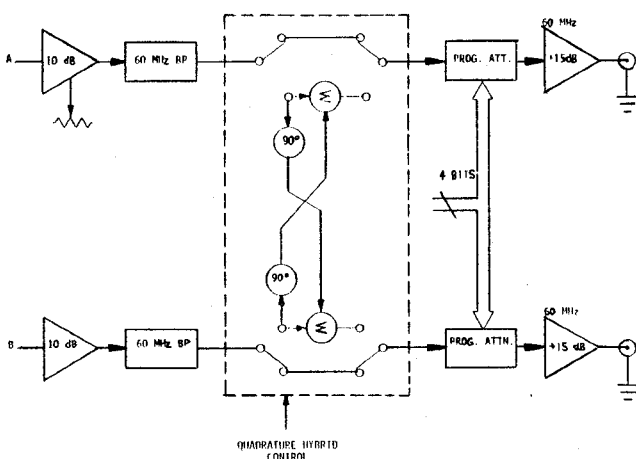 60 MHz
A
10 dB
60 MHz BP
PROG. ATT.
+15dB
W
90°
4 BITS
90°
W
60 MHz
B
10 dB
60 MHz BP
PROG. ATTN.
+15 dB
QUADRATURE HYBRID
CONTROL